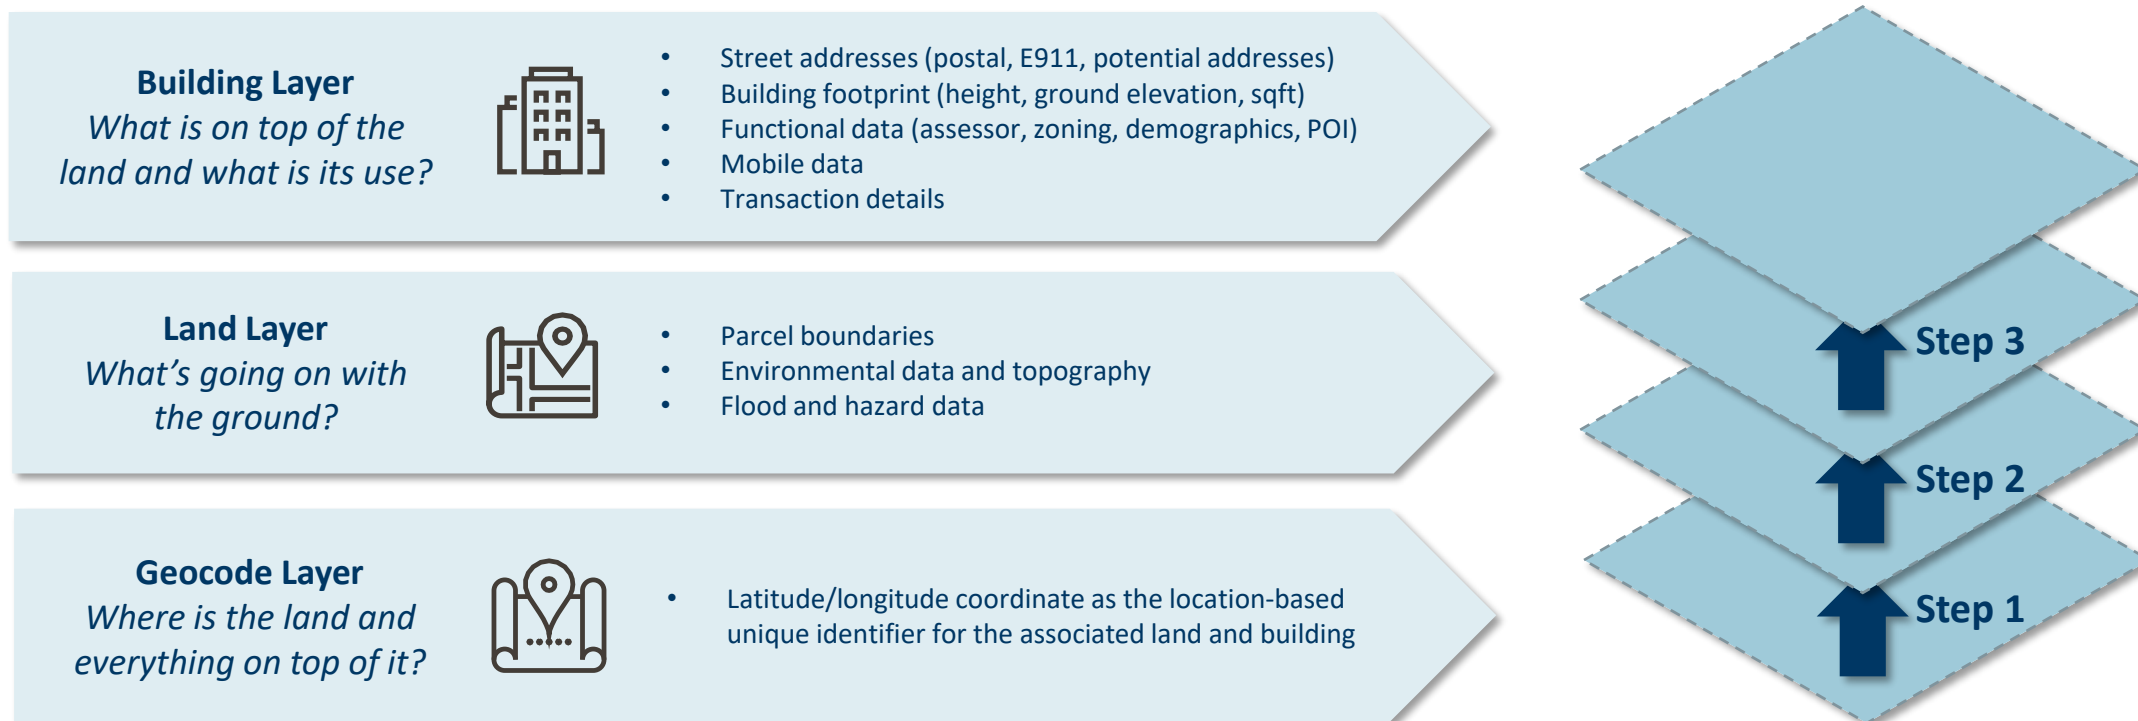 Building Layer
What is on top of the
land and what is its use?
• Street addresses (postal, E911, potential addresses)
• Building footprint (height, ground elevation, sqft)
• Functional data (assessor, zoning, demographics, POI)
• Mobile data
• Transaction details
Land Layer
What’s going on with
the ground?
• Parcel boundaries
• Environmental data and topography
• Flood and hazard data
Geocode Layer
Where is the land and
everything on top of it?
• Latitude/longitude coordinate as the location-based
unique identifier for the associated land and building
Step 3
Step 2
Step 1